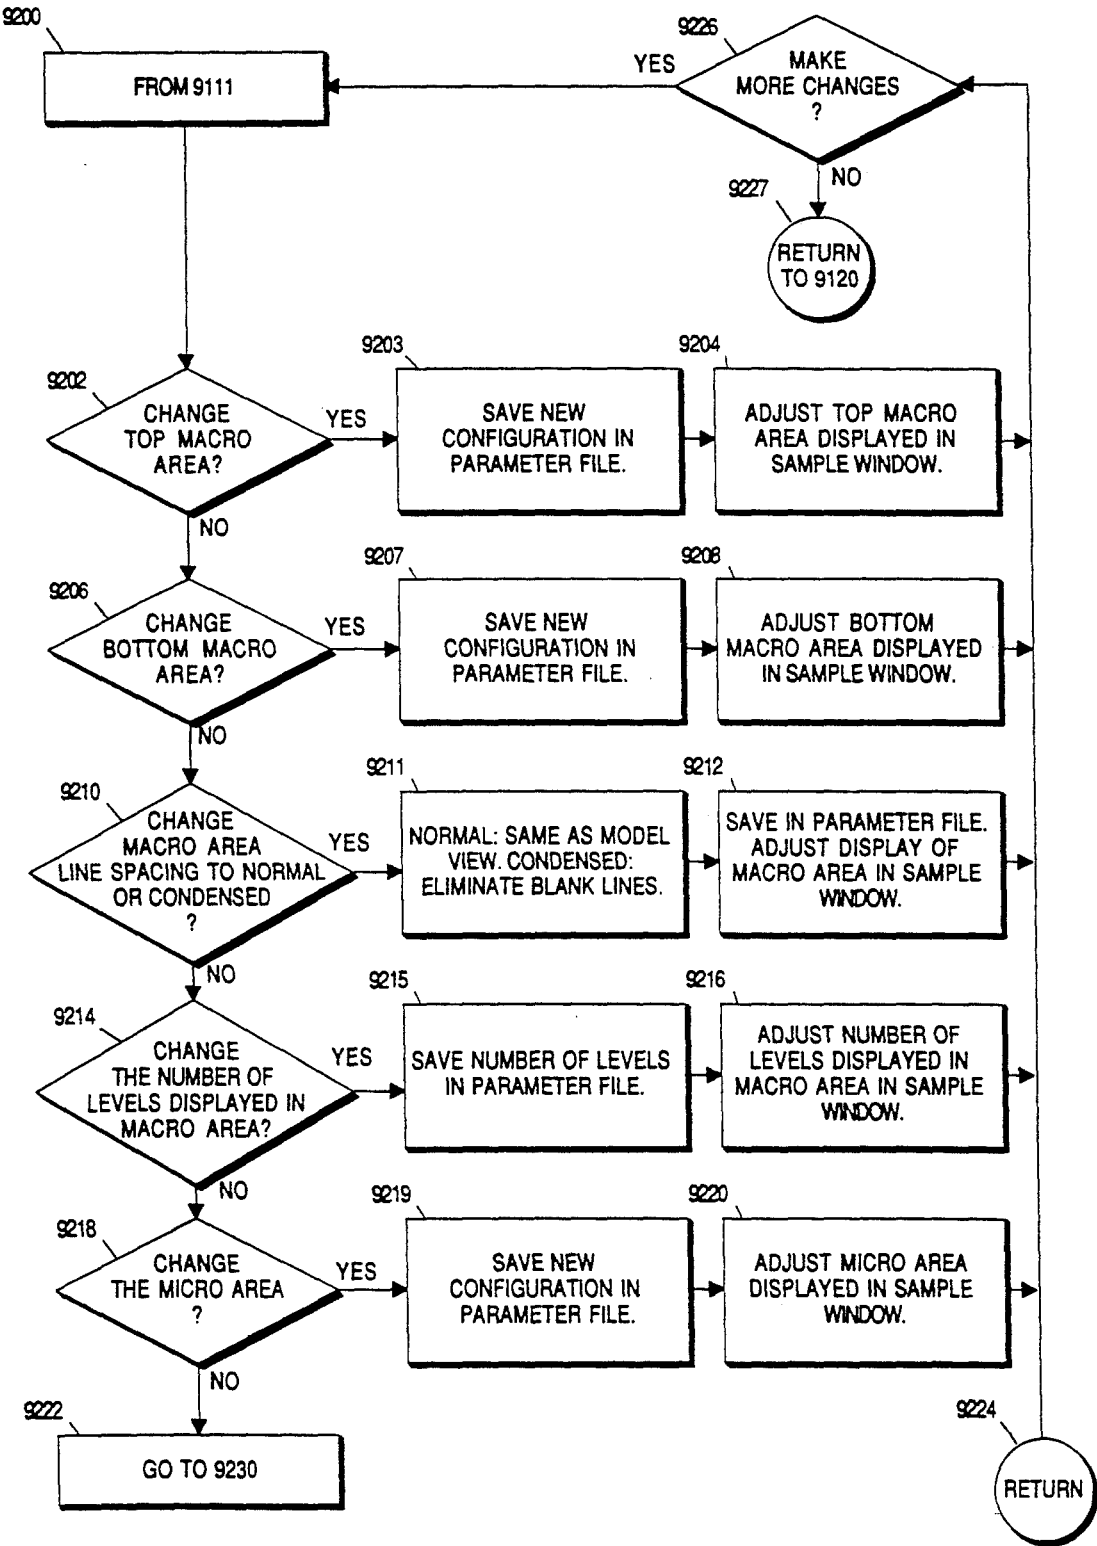 9200
FROM 9111
9226
MAKE
MORE CHANGES
?
YES
NO
9227
RETURN
TO 9120
9202
CHANGE
TOP MACRO
AREA?
YES
NO
9203
SAVE NEW
CONFIGURATION IN
PARAMETER FILE.
9204
ADJUST TOP MACRO
AREA DISPLAYED IN
SAMPLE WINDOW.
9206
CHANGE
BOTTOM MACRO
AREA?
YES
NO
9207
SAVE NEW
CONFIGURATION IN
PARAMETER FILE.
9208
ADJUST BOTTOM
MACRO AREA DISPLAYED
IN SAMPLE WINDOW.
9210
CHANGE
MACRO AREA
LINE SPACING TO NORMAL
OR CONDENSED
?
YES
NO
9211
NORMAL: SAME AS MODEL
VIEW. CONDENSED:
ELIMINATE BLANK LINES.
9212
SAVE IN PARAMETER FILE.
ADJUST DISPLAY OF
MACRO AREA IN SAMPLE
WINDOW.
9214
CHANGE
THE NUMBER OF
LEVELS DISPLAYED IN
MACRO AREA?
YES
NO
9215
SAVE NUMBER OF LEVELS
IN PARAMETER FILE.
9216
ADJUST NUMBER OF
LEVELS DISPLAYED IN
MACRO AREA IN SAMPLE
WINDOW.
9218
CHANGE
THE MICRO AREA
?
YES
NO
9219
SAVE NEW
CONFIGURATION IN
PARAMETER FILE.
9220
ADJUST MICRO AREA
DISPLAYED IN SAMPLE
WINDOW.
9222
GO TO 9230
9224
RETURN